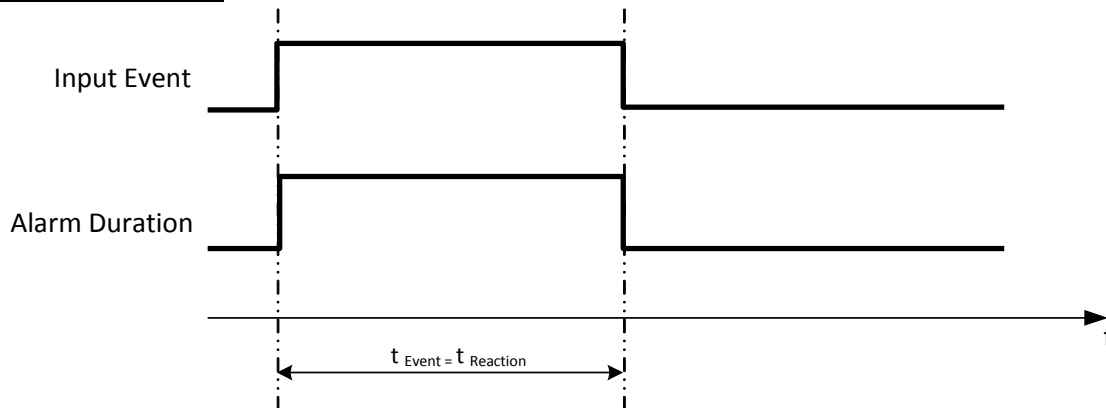 Input Event
Alarm Duration
t
t Event = t Reaction